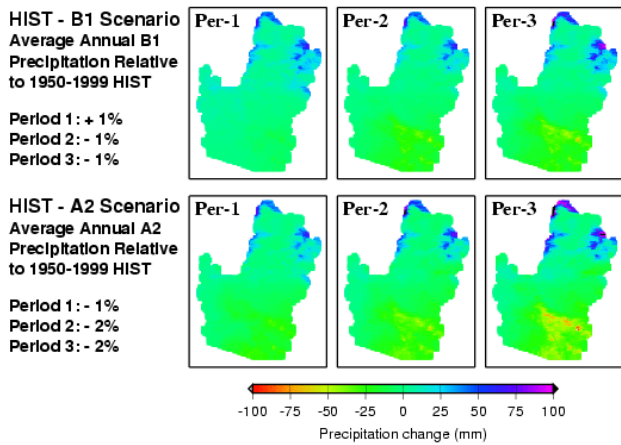 HIST - B1 Scenario
Average Annual B1
Precipitation Relative
to 1950-1999 HIST
Period 1: + 1%
Period 2: - 1%
Period 3: - 1%
Per-1
Per-2
Per-3
HIST - A2 Scenario
Average Annual A2
Precipitation Relative
to 1950-1999 HIST
Period 1: - 1%
Period 2: - 2%
Period 3: - 2%
Per-1
Per-2
Per-3
-100 -75 -50 -25 0 25 50 75 100
Precipitation change (mm)